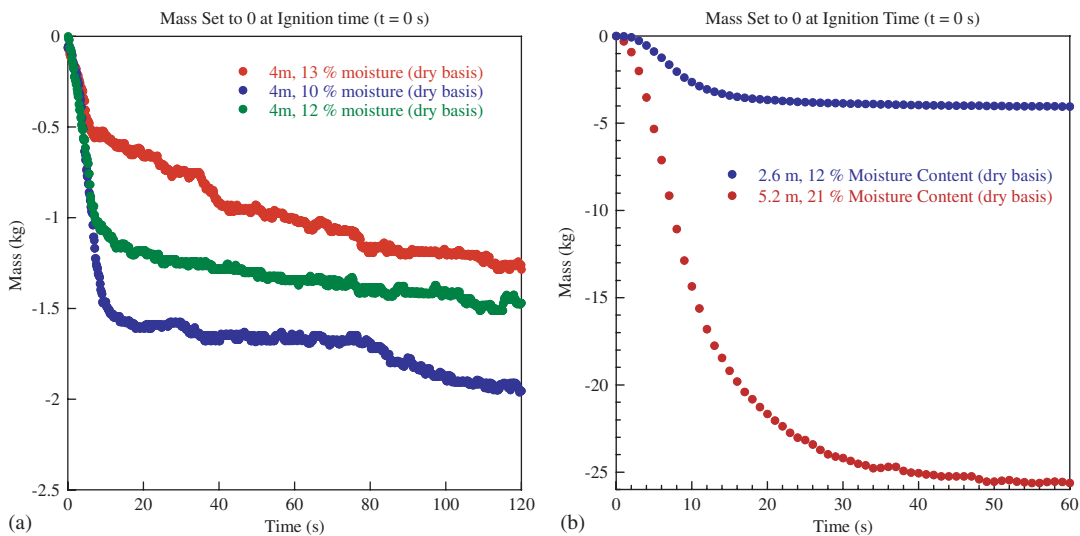 Mass Set to 0 at Ignition time (t = 0 s)
0
-0.5
-1
-1.5
-2
-2.5
Mass (kg)
4m, 13 % moisture (dry basis)
4m, 10 % moisture (dry basis)
4m, 12 % moisture (dry basis)
0 20 40 60 80 100 120
Time (s)
(a)
Mass Set to 0 at Ignition Time (t = 0 s)
0
-5
-10
-15
-20
-25
Mass (kg)
2.6 m, 12 % Moisture Content (dry basis)
5.2 m, 21 % Moisture Content (dry basis)
0 10 20 30 40 50 60
Time (s)
(b)